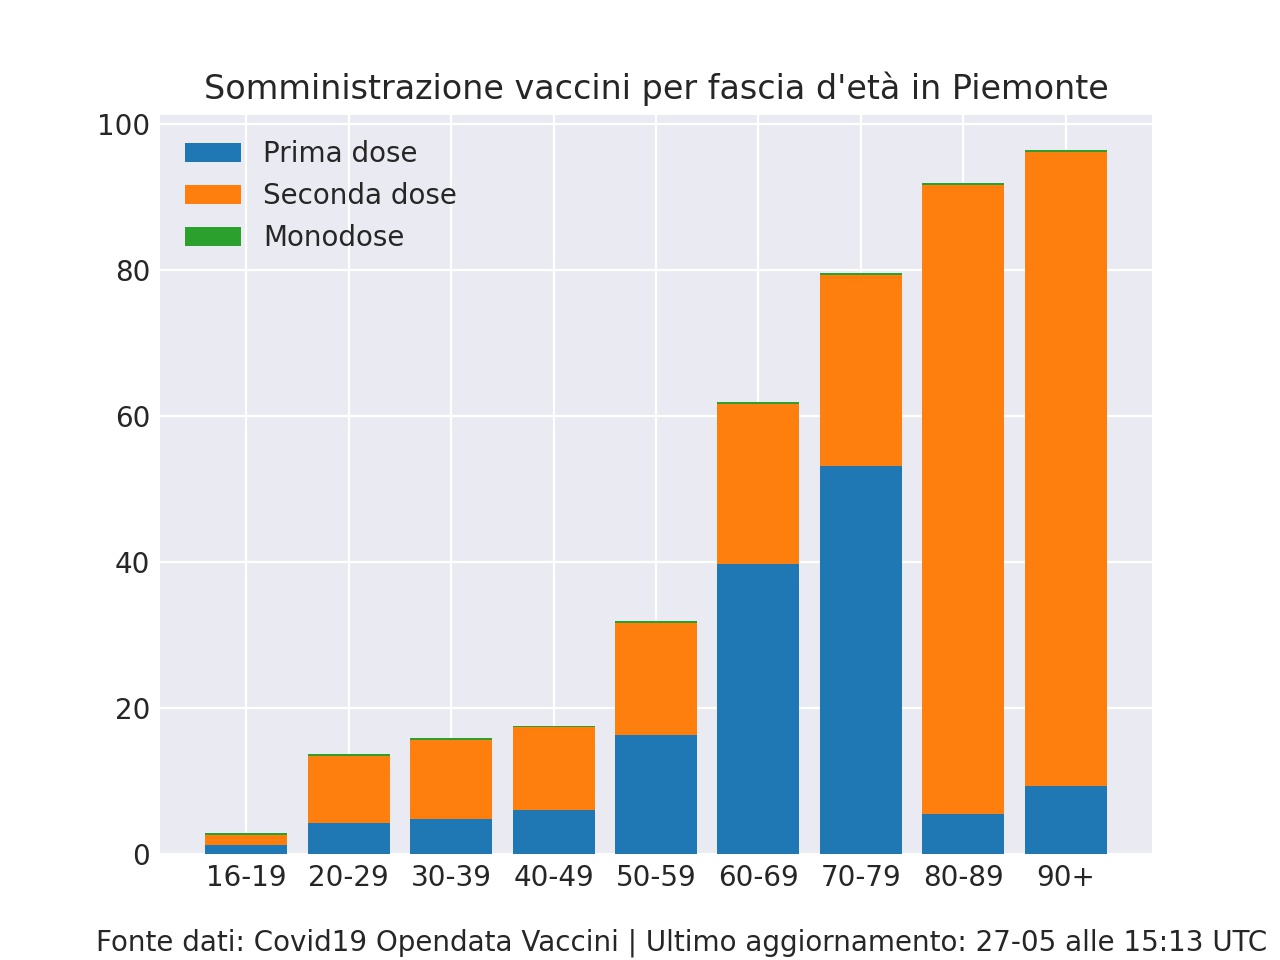 Somministrazione vaccini per fascia d'età in Piemonte
100
80
60
40
20
0
Prima dose
Seconda dose
Monodose
16-19 20-29 30-39 40-49 50-59 60-69 70-79 80-89 90+
Fonte dati: Covid19 Opendata Vaccini | Ultimo aggiornamento: 27-05 alle 15:13 UTC